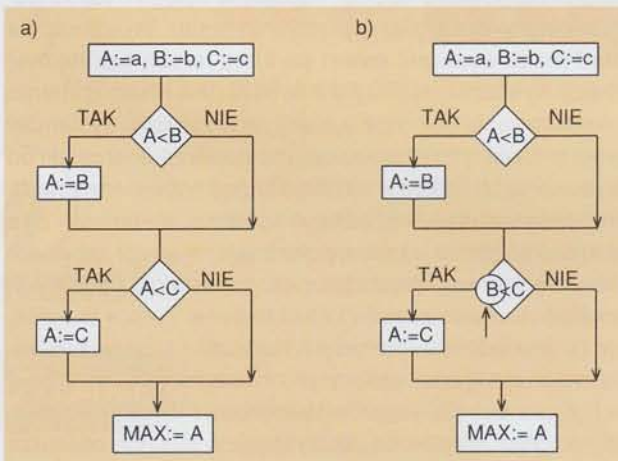 a)
A:=a, B:=b, C:=c
TAK
A<B
NIE
A:=B
TAK
A<C
NIE
A:=C
MAX:= A
b)
A:=a, B:=b, C:=c
TAK
A<B
NIE
A:=B
TAK
B<C
NIE
A:=C
MAX:= A